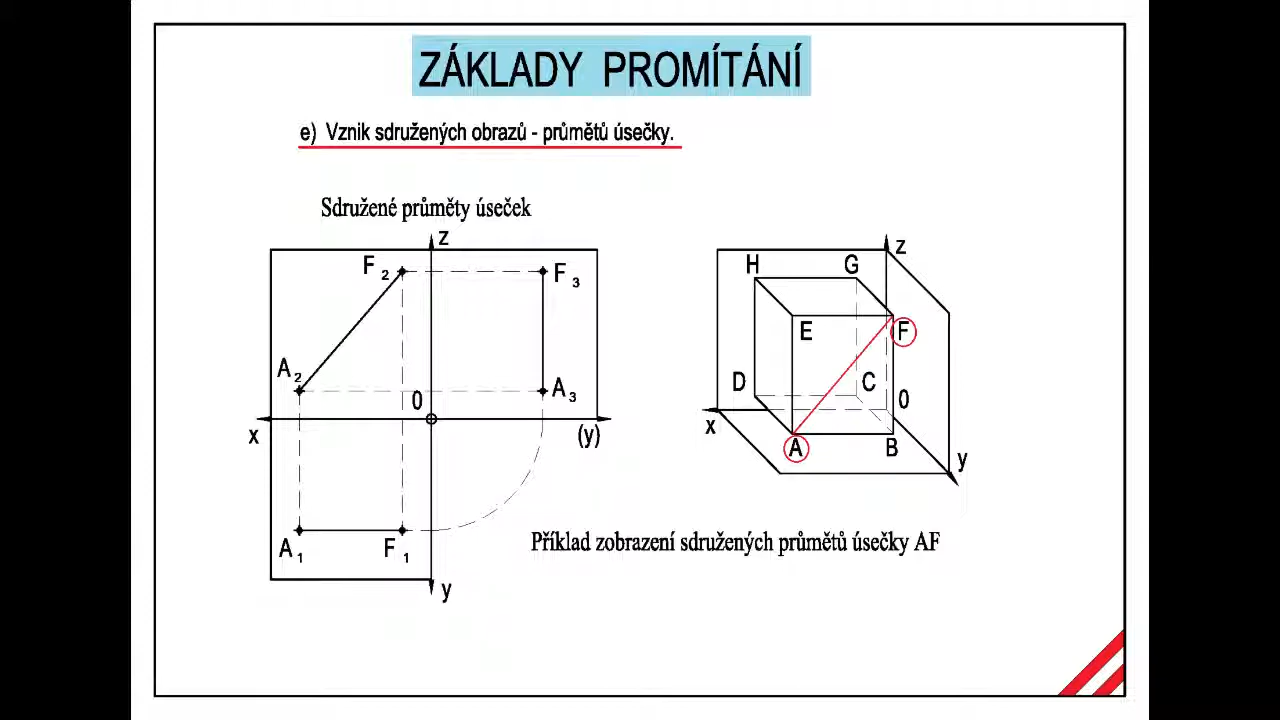 ZÁKLADY PROMÍTÁNÍ
e) Vznik sdružených obrazů - průmětů úsečky.
Sdružené průměty úseček
z
F2
F3
A2
A3
0
x
(y)
A1
F1
y
z
H
G
E
F
D
C
0
x
A
B
y
Příklad zobrazení sdružených průmětů úsečky AF